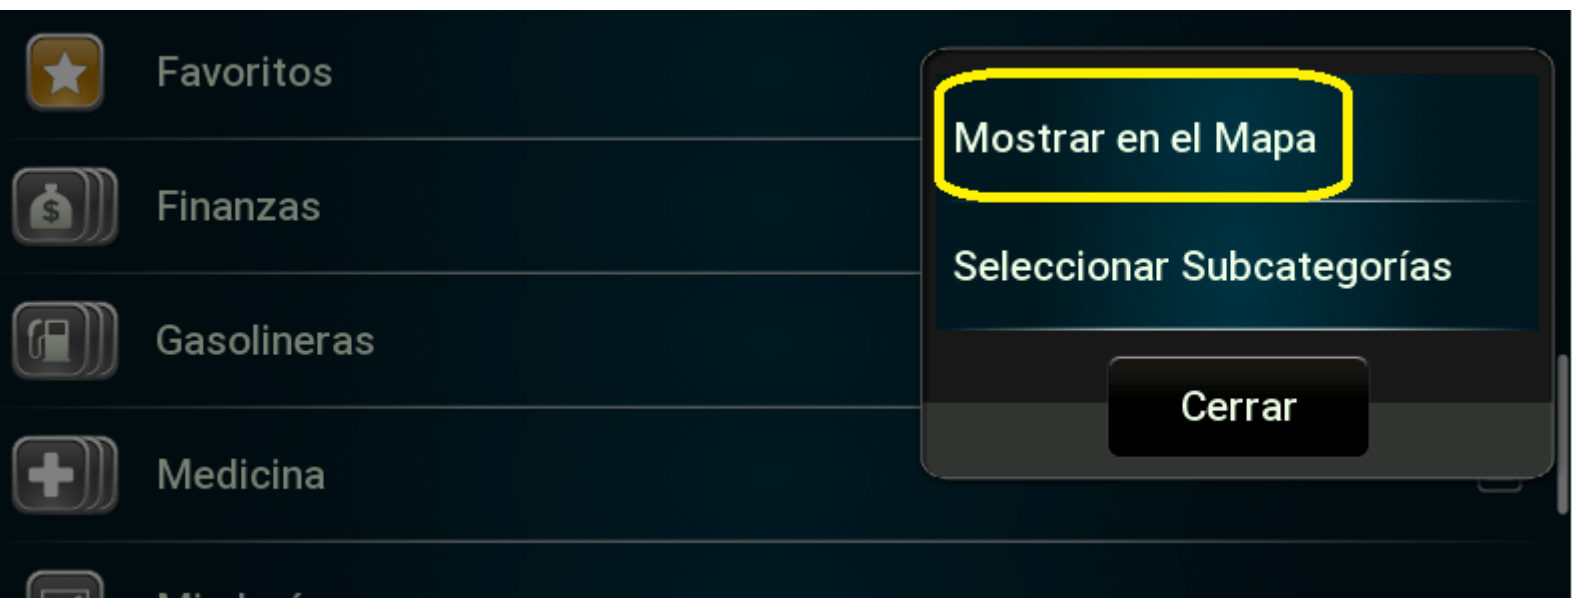 Favoritos
Finanzas
Gasolineras
Medicina
Mostrar en el Mapa
Seleccionar Subcategorías
Cerrar